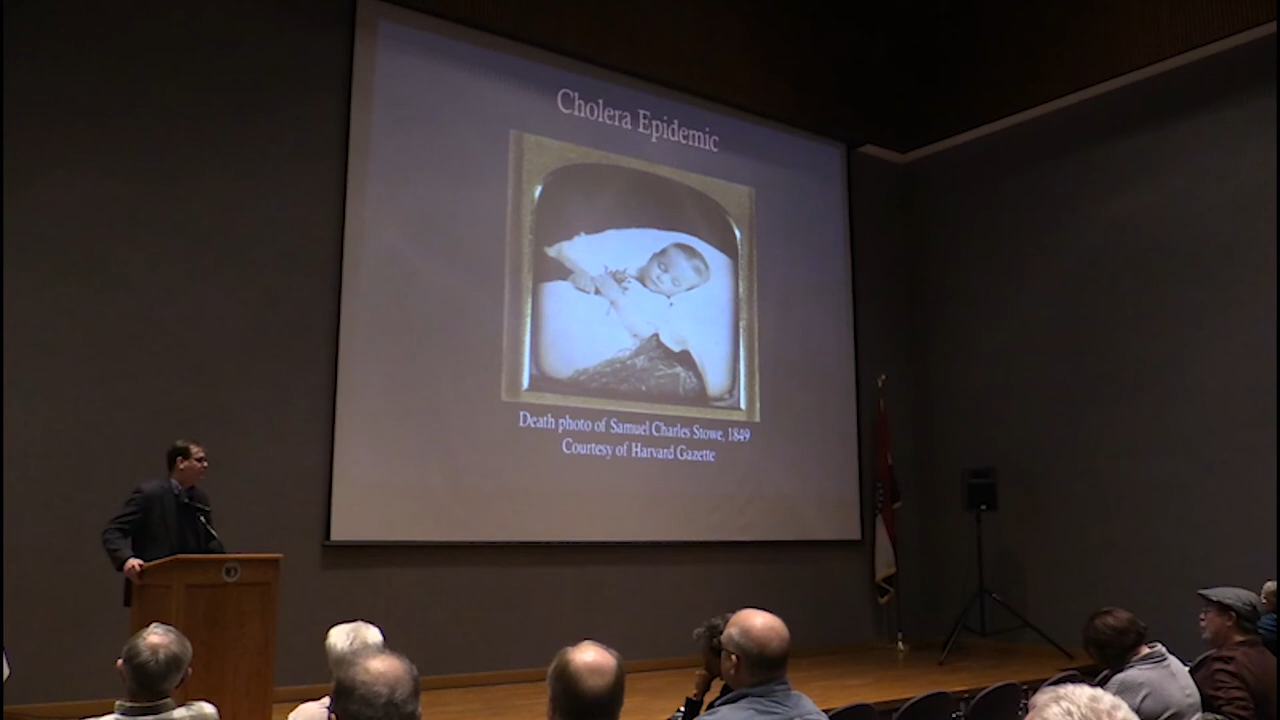 Cholera Epidemic
Death photo of Samuel Charles Stowe, 1849
Courtesy of Harvard Gazette